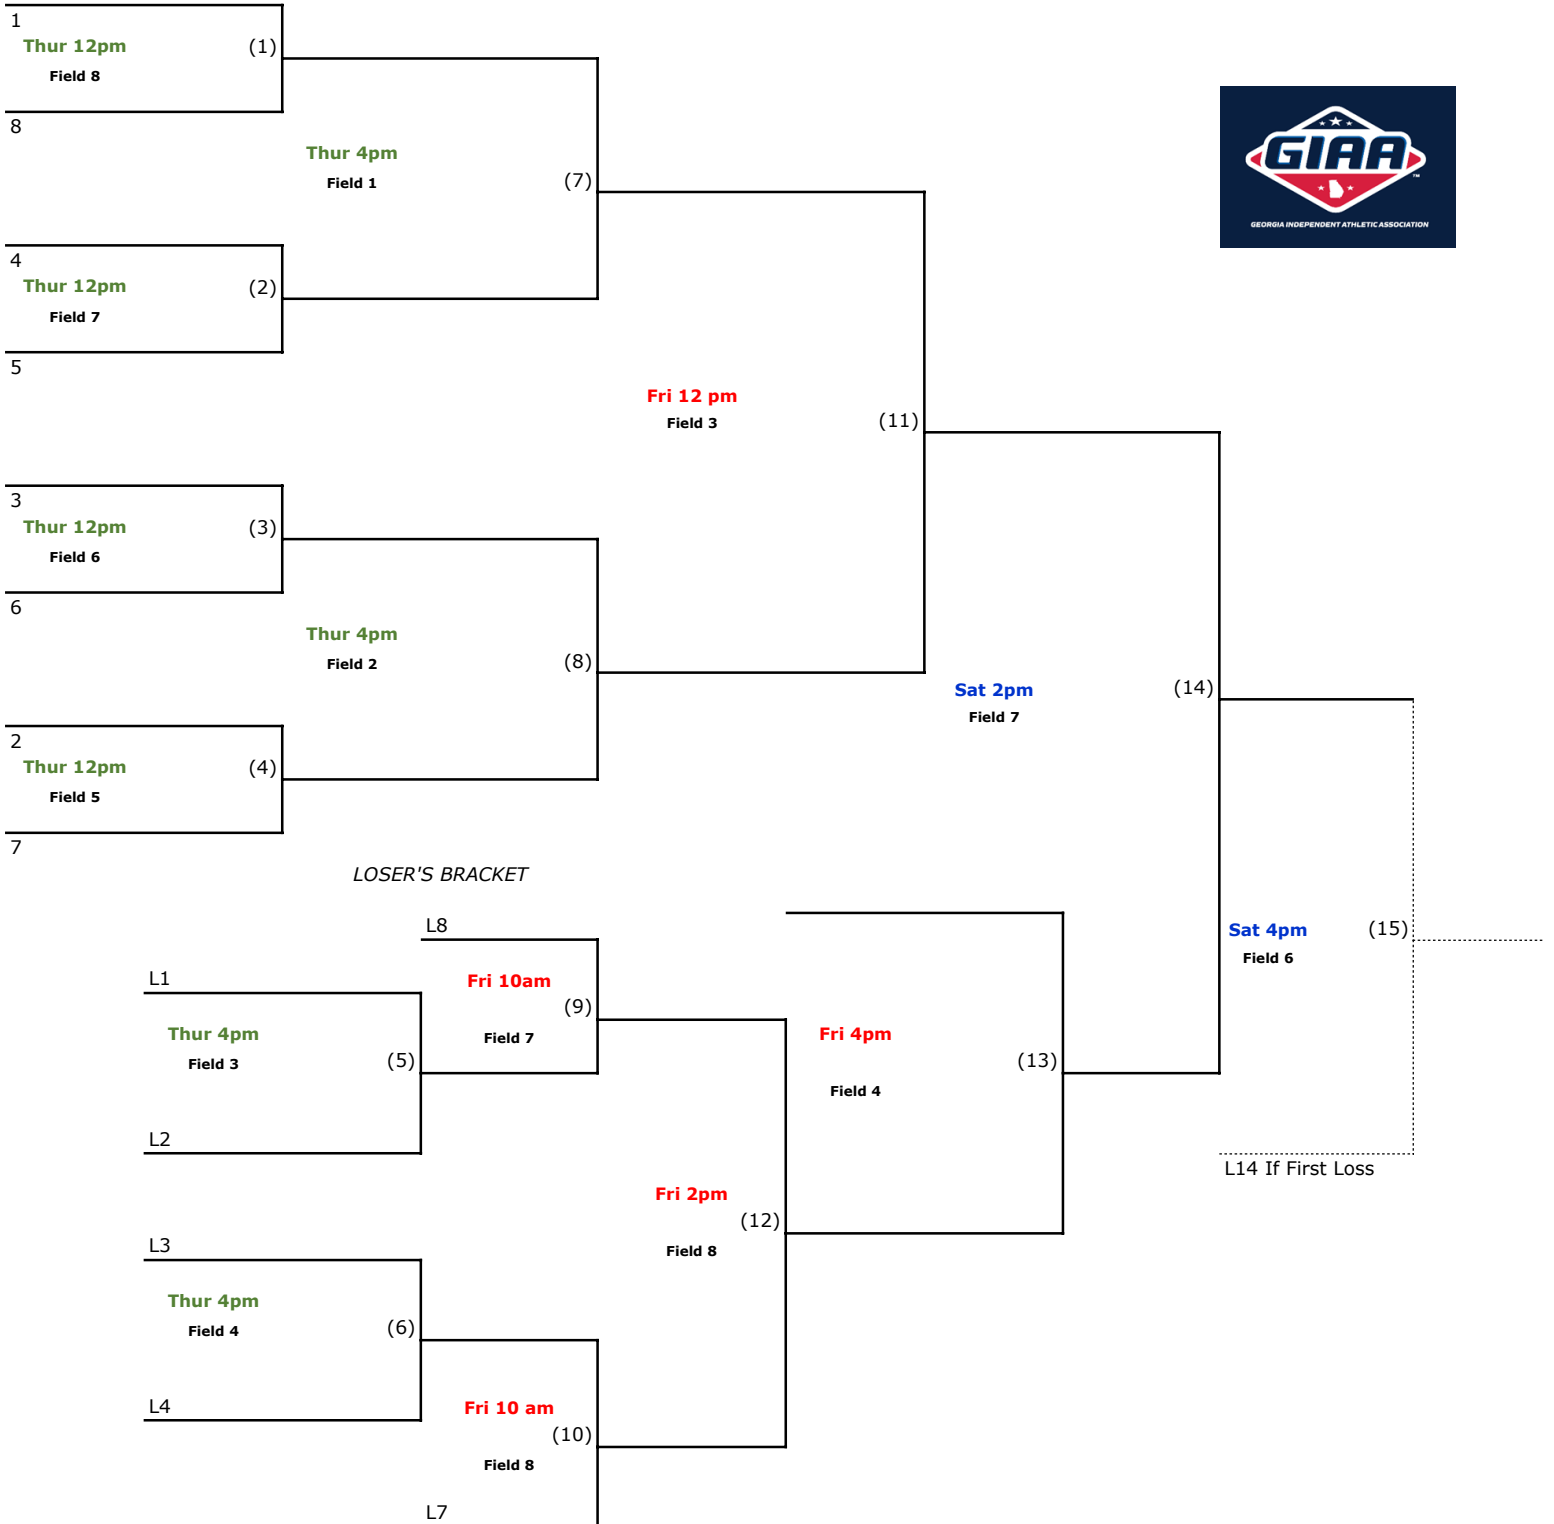 1
Thur 12pm
(1)
Field 8
8
Thur 4pm
Field 1
(7)
GIAA
™
GEORGIA INDEPENDENT ATHLETIC ASSOCIATION
4
Thur 12pm
(2)
Field 7
5
Fri 12 pm
Field 3
(11)
3
Thur 12pm
(3)
Field 6
6
Thur 4pm
Field 2
(8)
Sat 2pm
Field 7
(14)
2
Thur 12pm
(4)
Field 5
7
LOSER'S BRACKET
L8
Fri 10am
(9)
Field 7
L1
Thur 4pm
Field 3
(5)
L2
Fri 4pm
(13)
Field 4
Sat 4pm
(15)
Field 6
L14 If First Loss
Fri 2pm
(12)
Field 8
L3
Thur 4pm
Field 4
(6)
L4
Fri 10 am
(10)
Field 8
L7